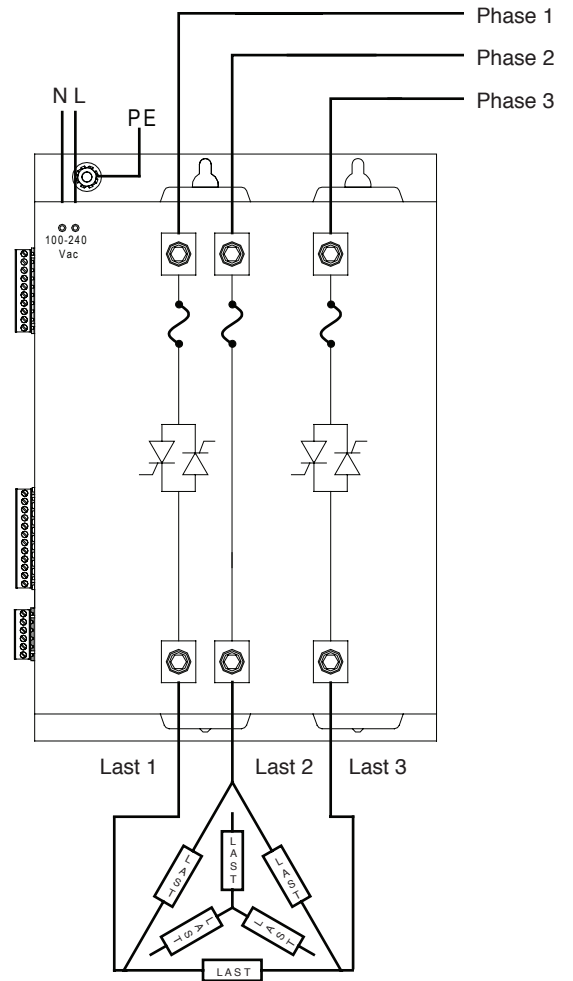 Phase 1
Phase 2
Phase 3
N L
PE
100-240
Vac
Last 1
Last 2
Last 3
LAST
LAST
LAST
LAST
LAST
LAST